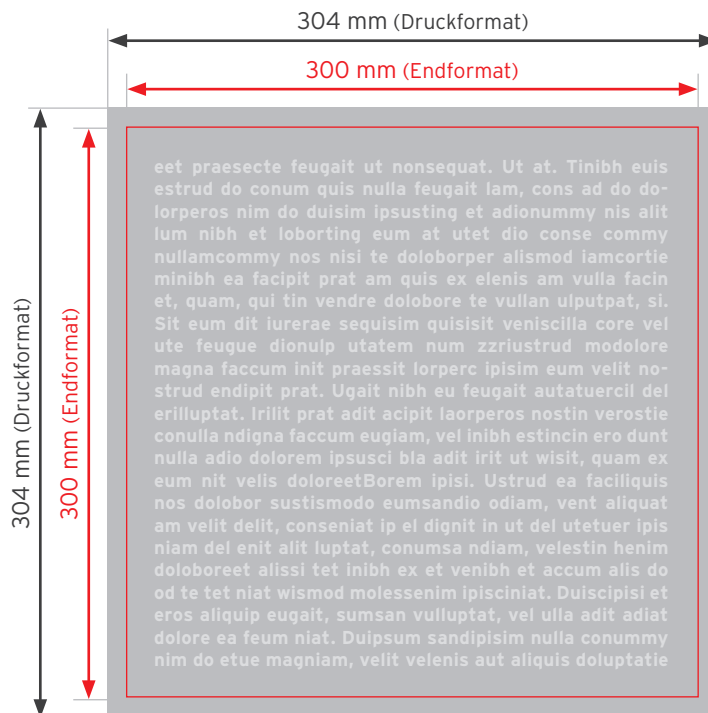 304 mm (Druckformat)
300 mm (Endformat)
304 mm (Druckformat)
300 mm (Endformat)
eet praesecte feugait ut nonsequat. Ut at. Tinibh euis
estrud do conum quis nulla feugait lam, cons ad do do-
lorperos nim do duisim ipsusting et adionummy nis alit
lum nibh et loborting eum at utet dio conse commy
nullamcommy nos nisi te doloborper alismod iamcortie
minibh ea facipit prat am quis ex elenis am vulla facin
et, quam, qui tin vendre dolobore te vullan ulputpat, si.
Sit eum dit iurerae sequisim quisisit veniscilla core vel
ute feugue dionulp utatem num zzriustrud modolore
magna faccum init praessit lorperc ipisim eum velit no-
strud endipit prat. Ugait nibh eu feugait autatuercil del
erilluptat. Irilit prat adit acipit laorperos nostin verostie
conulla ndigna faccum eugiam, vel inibh estincin ero dunt
nulla adio dolorem ipsusci bla adit irit ut wisit, quam ex
eum nit velis doloreetBorem ipisi. Ustrud ea faciliquis
nos dolobor sustismodo eumsandio odiam, vent aliquat
am velit delit, conseniat ip el dignit in ut del utetuer ipis
niam del enit alit luptat, conumsa ndiam, velestin henim
doloboreet alissi tet inibh ex et venibh et accum alis do
od te tet niat wismod molessenim ipisciniat. Duiscipisi et
eros aliquip eugait, sumsan vulluptat, vel ulla adit adiat
dolore ea feum niat. Duipsum sandipisim nulla conummy
nim do etue magniam, velit velenis aut aliquis doluptatie